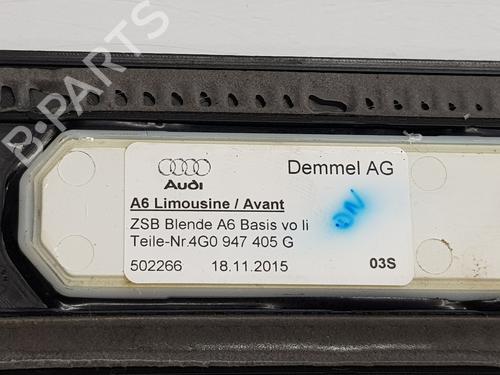 B-PARTS
Audi
Demmel AG
A6 Limousine / Avant
ZSB Blende A6 Basis vo li
Teile-Nr.4G0 947 405 G
502266 18.11.2015 03S